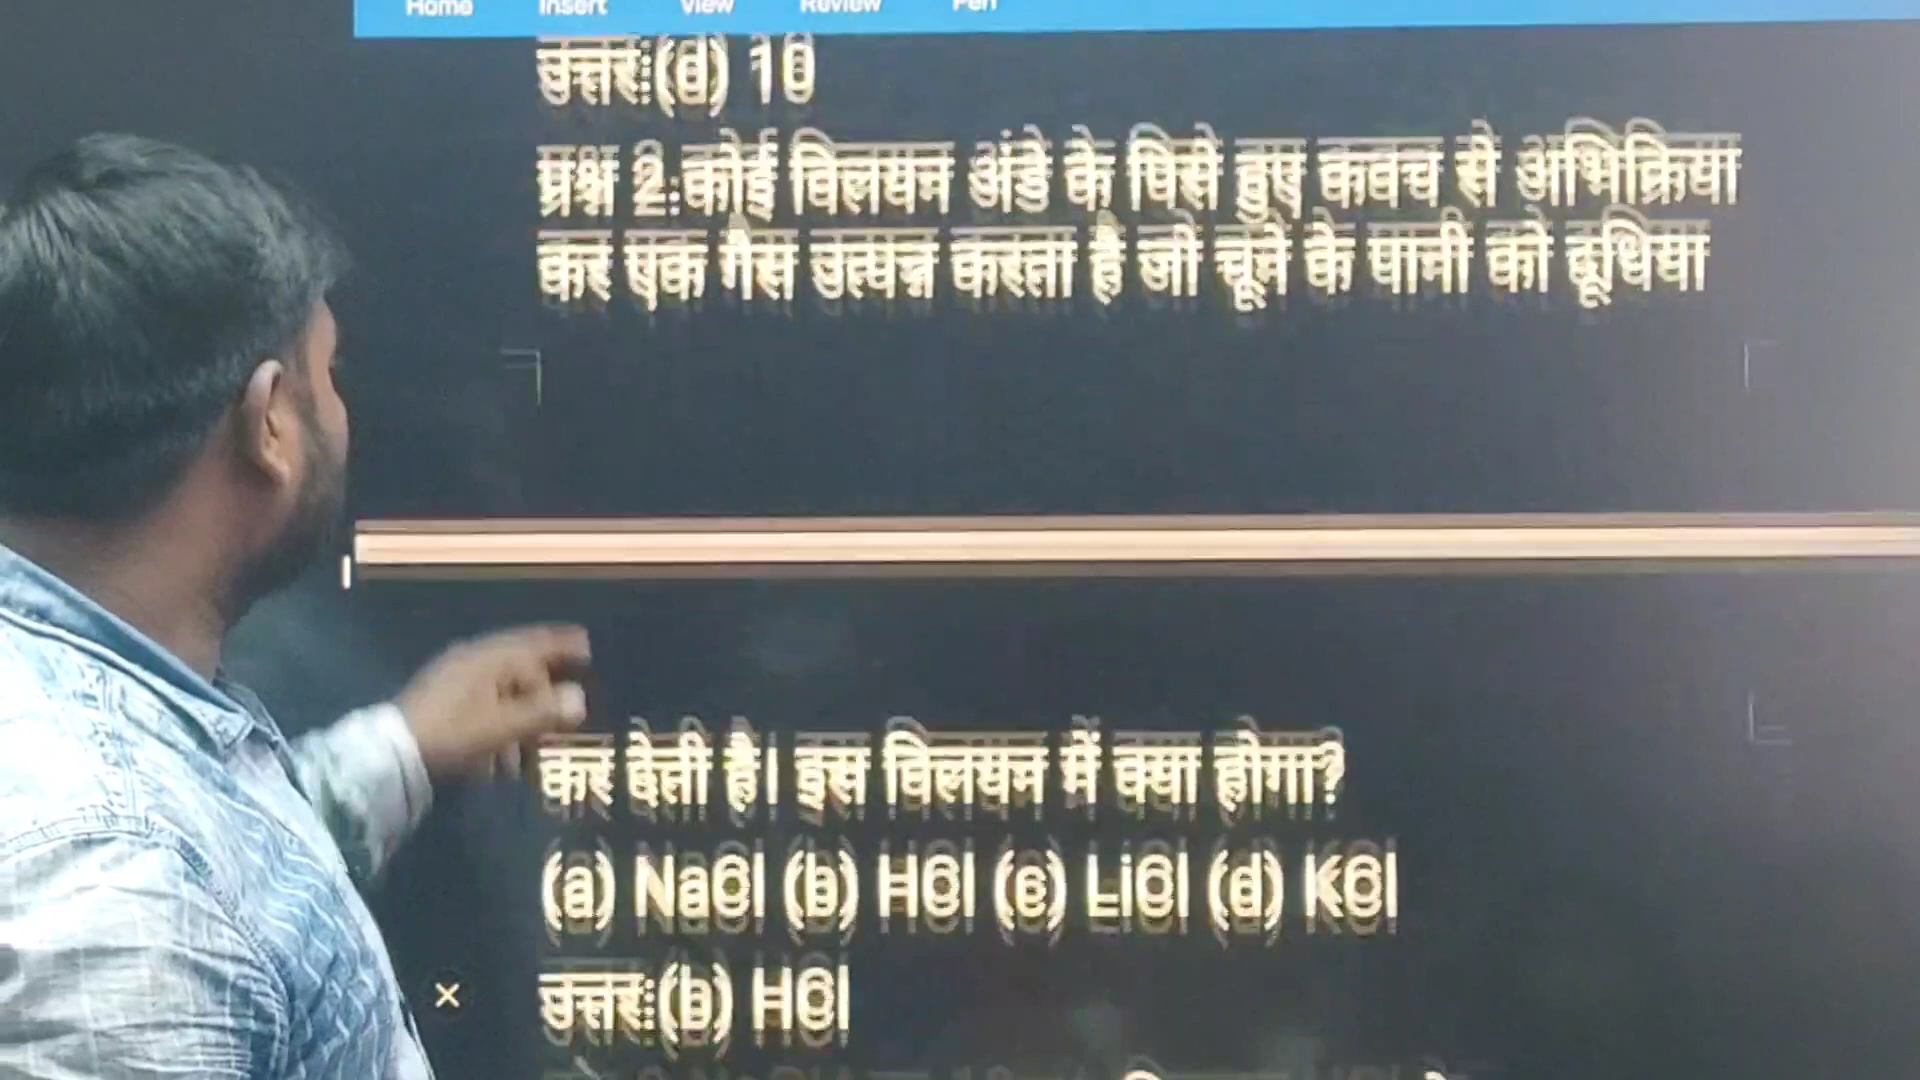 Home Insert View Review Pen
उत्तर:(d) 10
प्रश्न 2.कोई विलयन अंडे के पिसे हुए कवच से अभिक्रिया
कर एक गैस उत्पन्न करता है जो चूने के पानी को दूधिया
कर देती है। इस विलयन में क्या होगा?
(a) NaCl (b) HCl (c) LiCl (d) KCl
उत्तर:(b) HCl